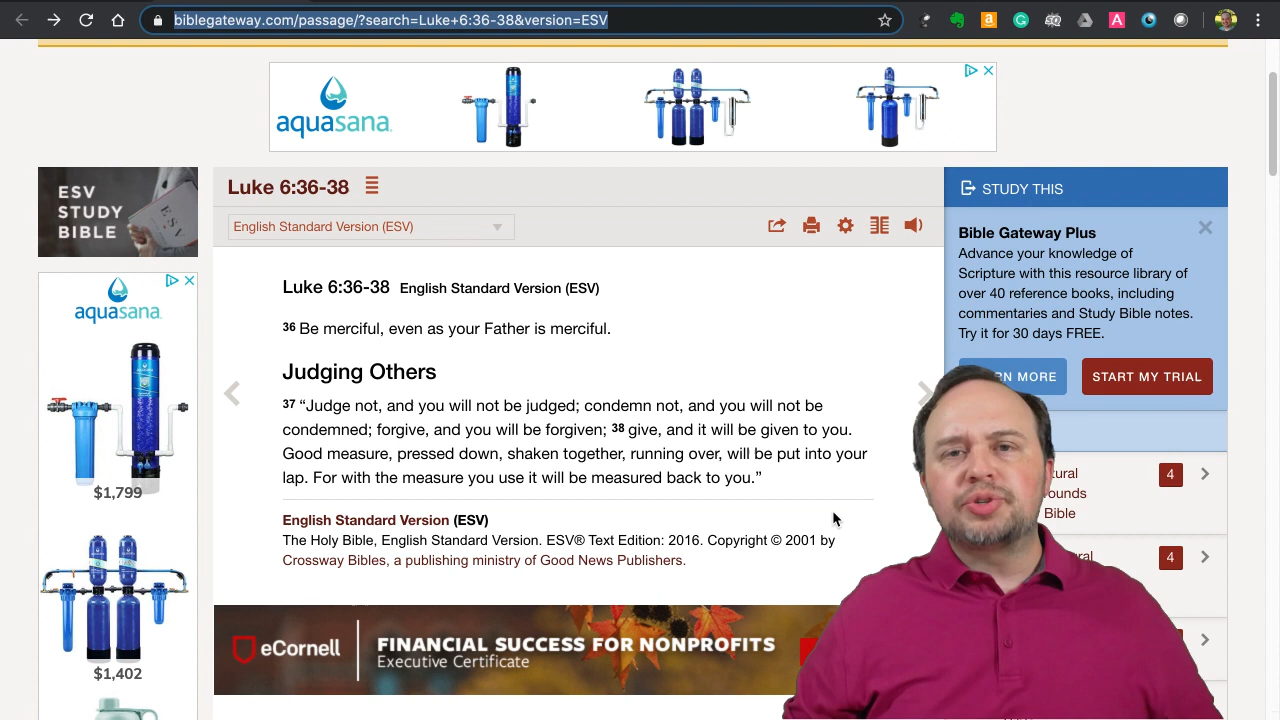 biblegateway.com/passage/?search=Luke+6:36-38&version=ESV
aquasana
ESV
STUDY
BIBLE
Luke 6:36-38
English Standard Version (ESV)
STUDY THIS
Bible Gateway Plus
Advance your knowledge of
Scripture with this resource library of
over 40 reference books, including
commentaries and Study Bible notes.
Try it for 30 days FREE.
MORE
START MY TRIAL
aquasana
$1,799
$1,402
Luke 6:36-38 English Standard Version (ESV)
36 Be merciful, even as your Father is merciful.
Judging Others
37 “Judge not, and you will not be judged; condemn not, and you will not be
condemned; forgive, and you will be forgiven; 38 give, and it will be given to you.
Good measure, pressed down, shaken together, running over, will be put into your
lap. For with the measure you use it will be measured back to you.”
English Standard Version (ESV)
The Holy Bible, English Standard Version. ESV® Text Edition: 2016. Copyright © 2001 by
Crossway Bibles, a publishing ministry of Good News Publishers.
4
Bible
4
eCornell
FINANCIAL SUCCESS FOR NONPROFITS
Executive Certificate